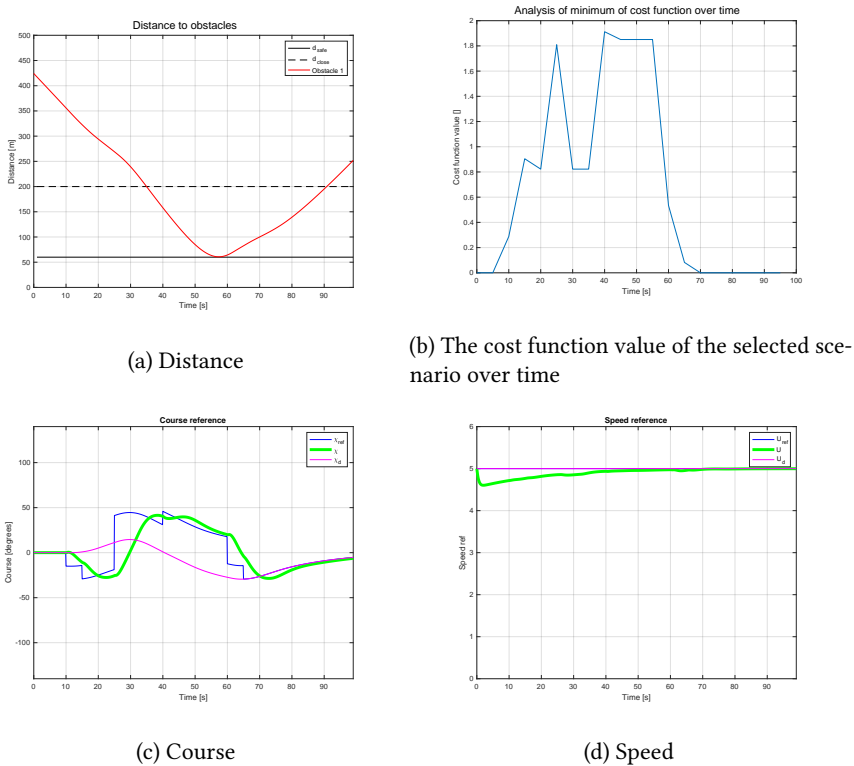 Distance to obstacles
500
450
400
350
300
250
200
150
100
50
0
Distance [m]
d_safe
d_close
Obstacle 1
0 10 20 30 40 50 60 70 80 90
Time [s]
(a) Distance
Analysis of minimum of cost function over time
2
1.8
1.6
1.4
1.2
1
0.8
0.6
0.4
0.2
0
Cost function value []
0 10 20 30 40 50 60 70 80 90 100
Time [s]
(b) The cost function value of the selected sce-
nario over time
Course reference
100
50
0
-50
-100
Course [degrees]
χ_ref
χ
χ_d
0 10 20 30 40 50 60 70 80 90
Time [s]
(c) Course
Speed reference
6
5
4
3
2
1
0
Speed ref
U_ref
U
U_d
0 10 20 30 40 50 60 70 80 90
Time [s]
(d) Speed